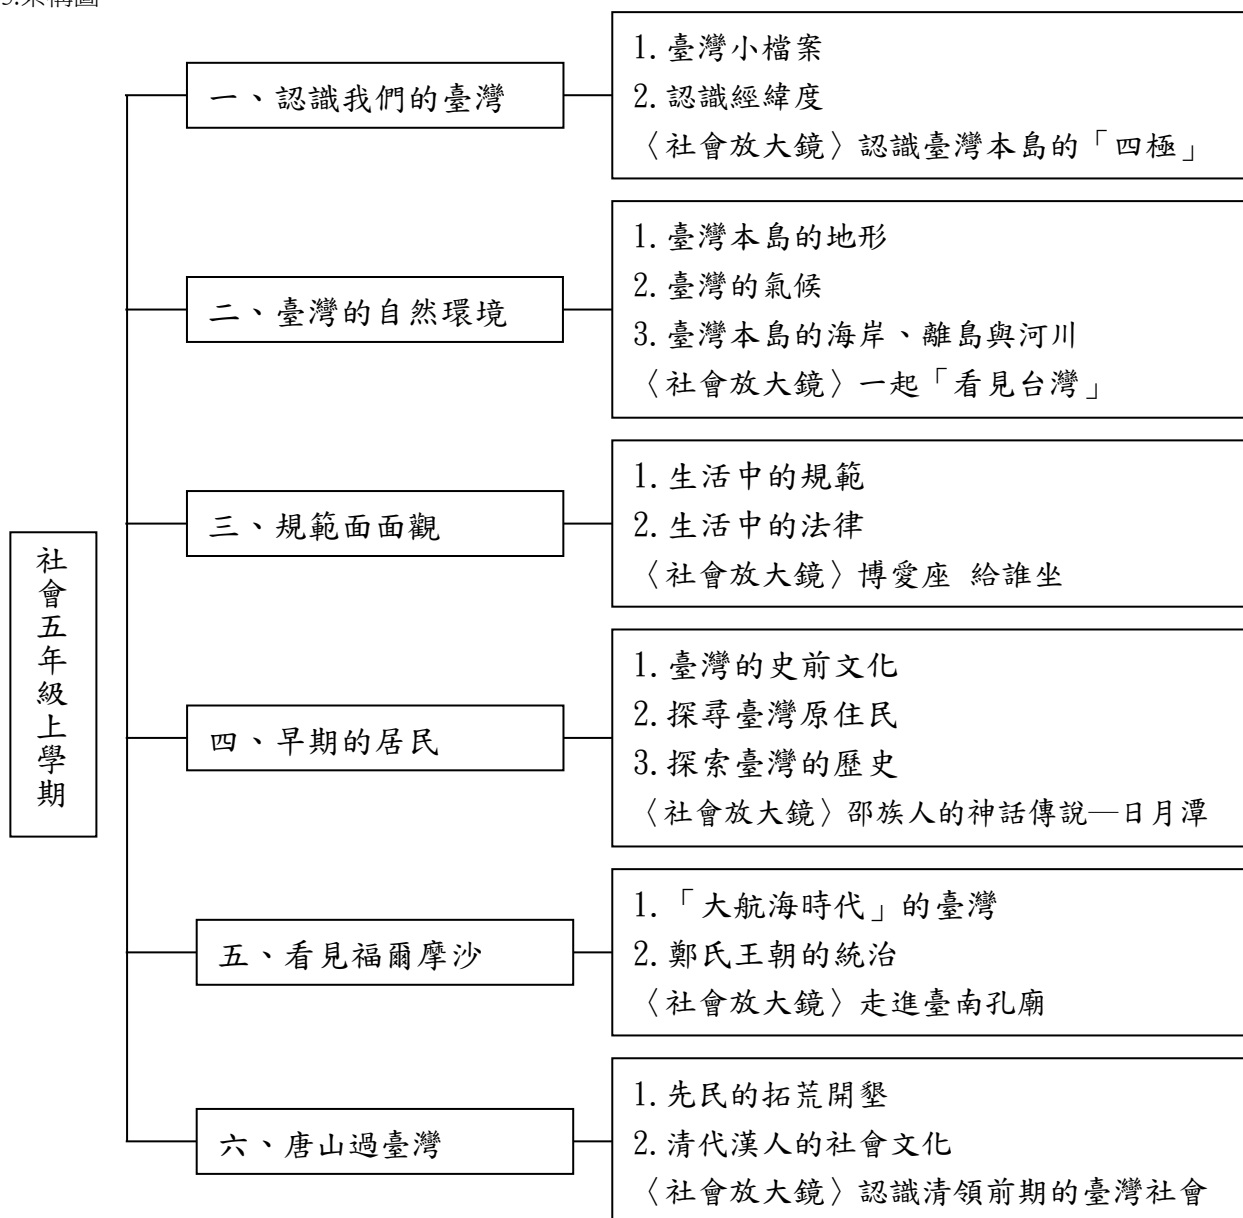 一、認識我們的臺灣
1.臺灣小檔案
2.認識經緯度
〈社會放大鏡〉認識臺灣本島的「四極」
二、臺灣的自然環境
1.臺灣本島的地形
2.臺灣的氣候
3.臺灣本島的海岸、離島與河川
〈社會放大鏡〉一起「看見台灣」
三、規範面面觀
1.生活中的規範
2.生活中的法律
〈社會放大鏡〉博愛座 給誰坐
社會五年級上學期
四、早期的居民
1.臺灣的史前文化
2.探尋臺灣原住民
3.探索臺灣的歷史
〈社會放大鏡〉邵族人的神話傳說—日月潭
五、看見福爾摩沙
1.「大航海時代」的臺灣
2.鄭氏王朝的統治
〈社會放大鏡〉走進臺南孔廟
六、唐山過臺灣
1.先民的拓荒開墾
2.清代漢人的社會文化
〈社會放大鏡〉認識清領前期的臺灣社會